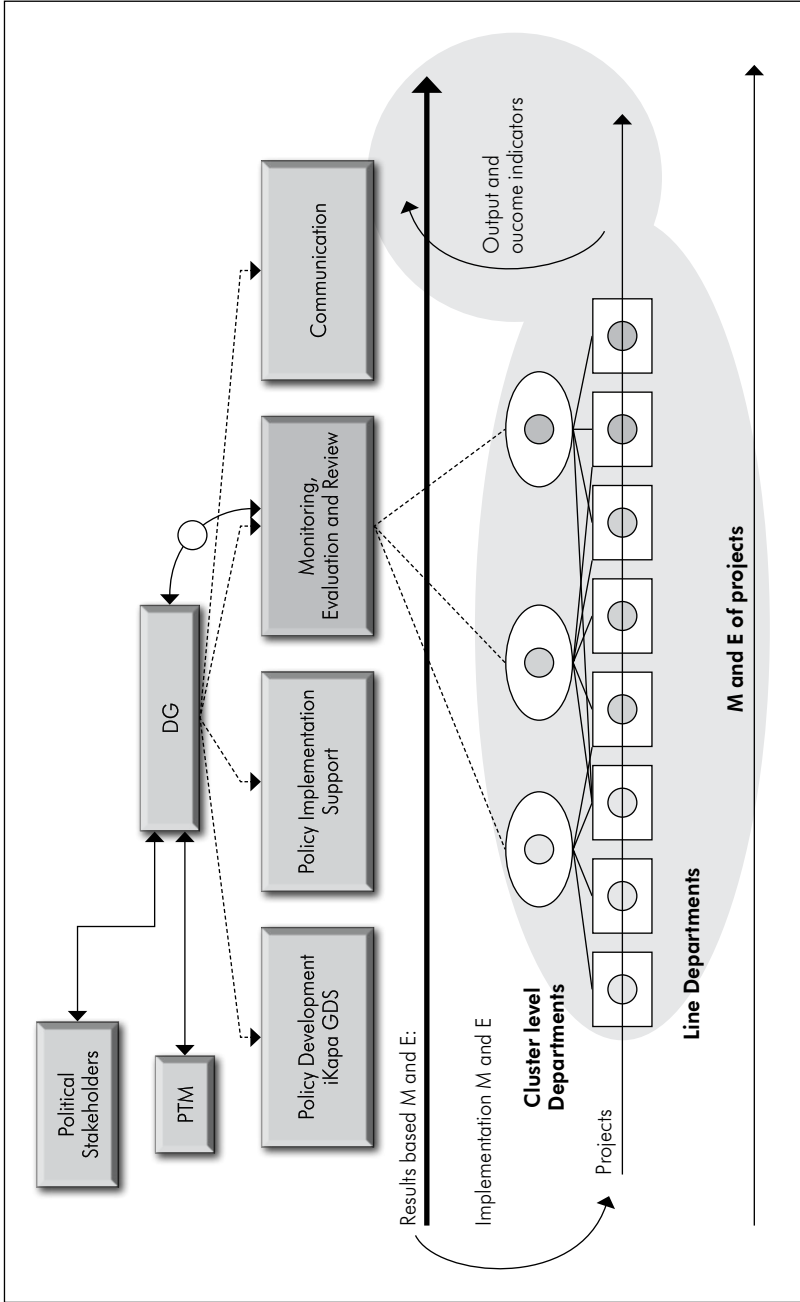 Political
Stakeholders
PTM
DG
Policy Development
iKapa GDS
Policy Implementation
Support
Monitoring,
Evaluation and Review
Communication
Results based M and E:
Implementation M and E
Output and
oucome indicators
Cluster level
Departments
Projects
Line Departments
M and E of projects